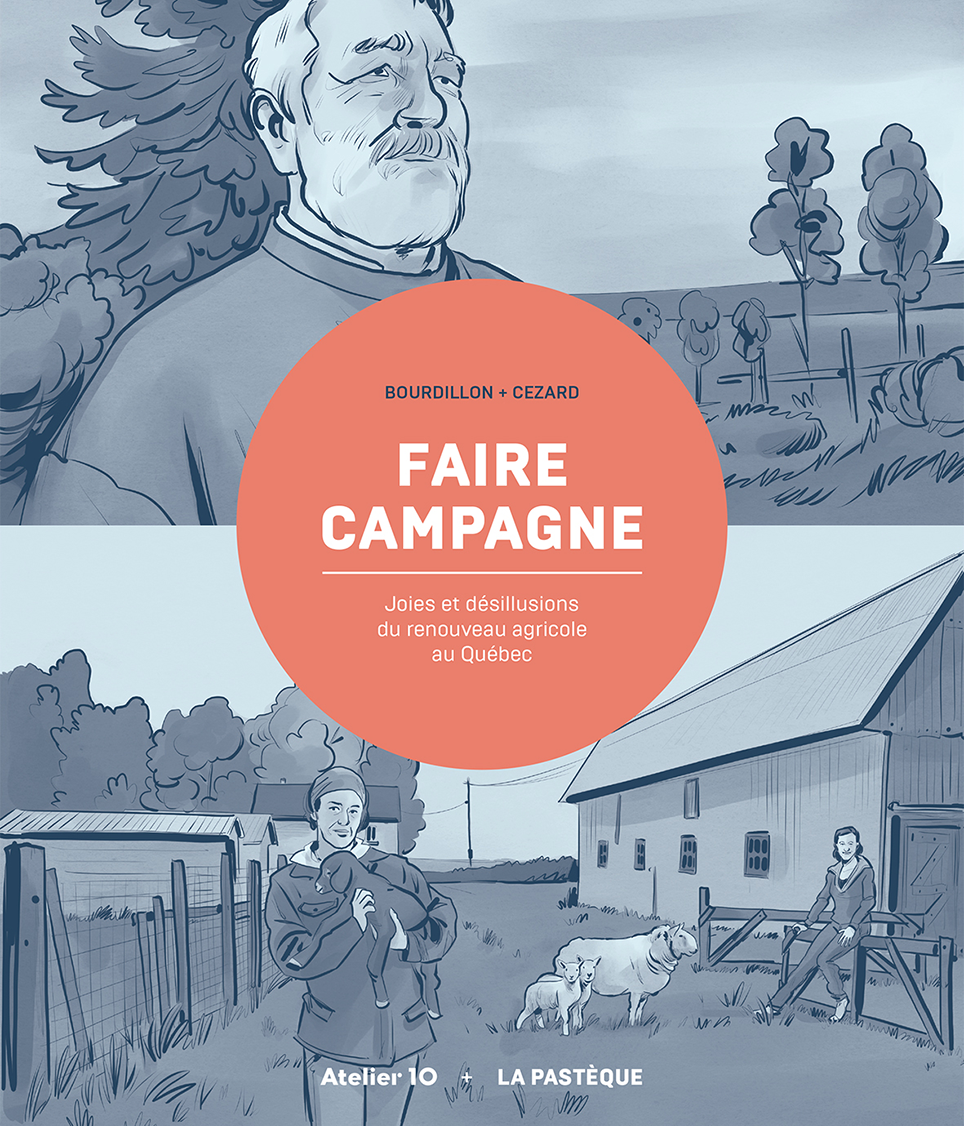 BOURDILLON + CEZARD
FAIRE
CAMPAGNE
Joies et désillusions
du renouveau agricole
au Québec
Atelier 10 + LA PASTÈQUE